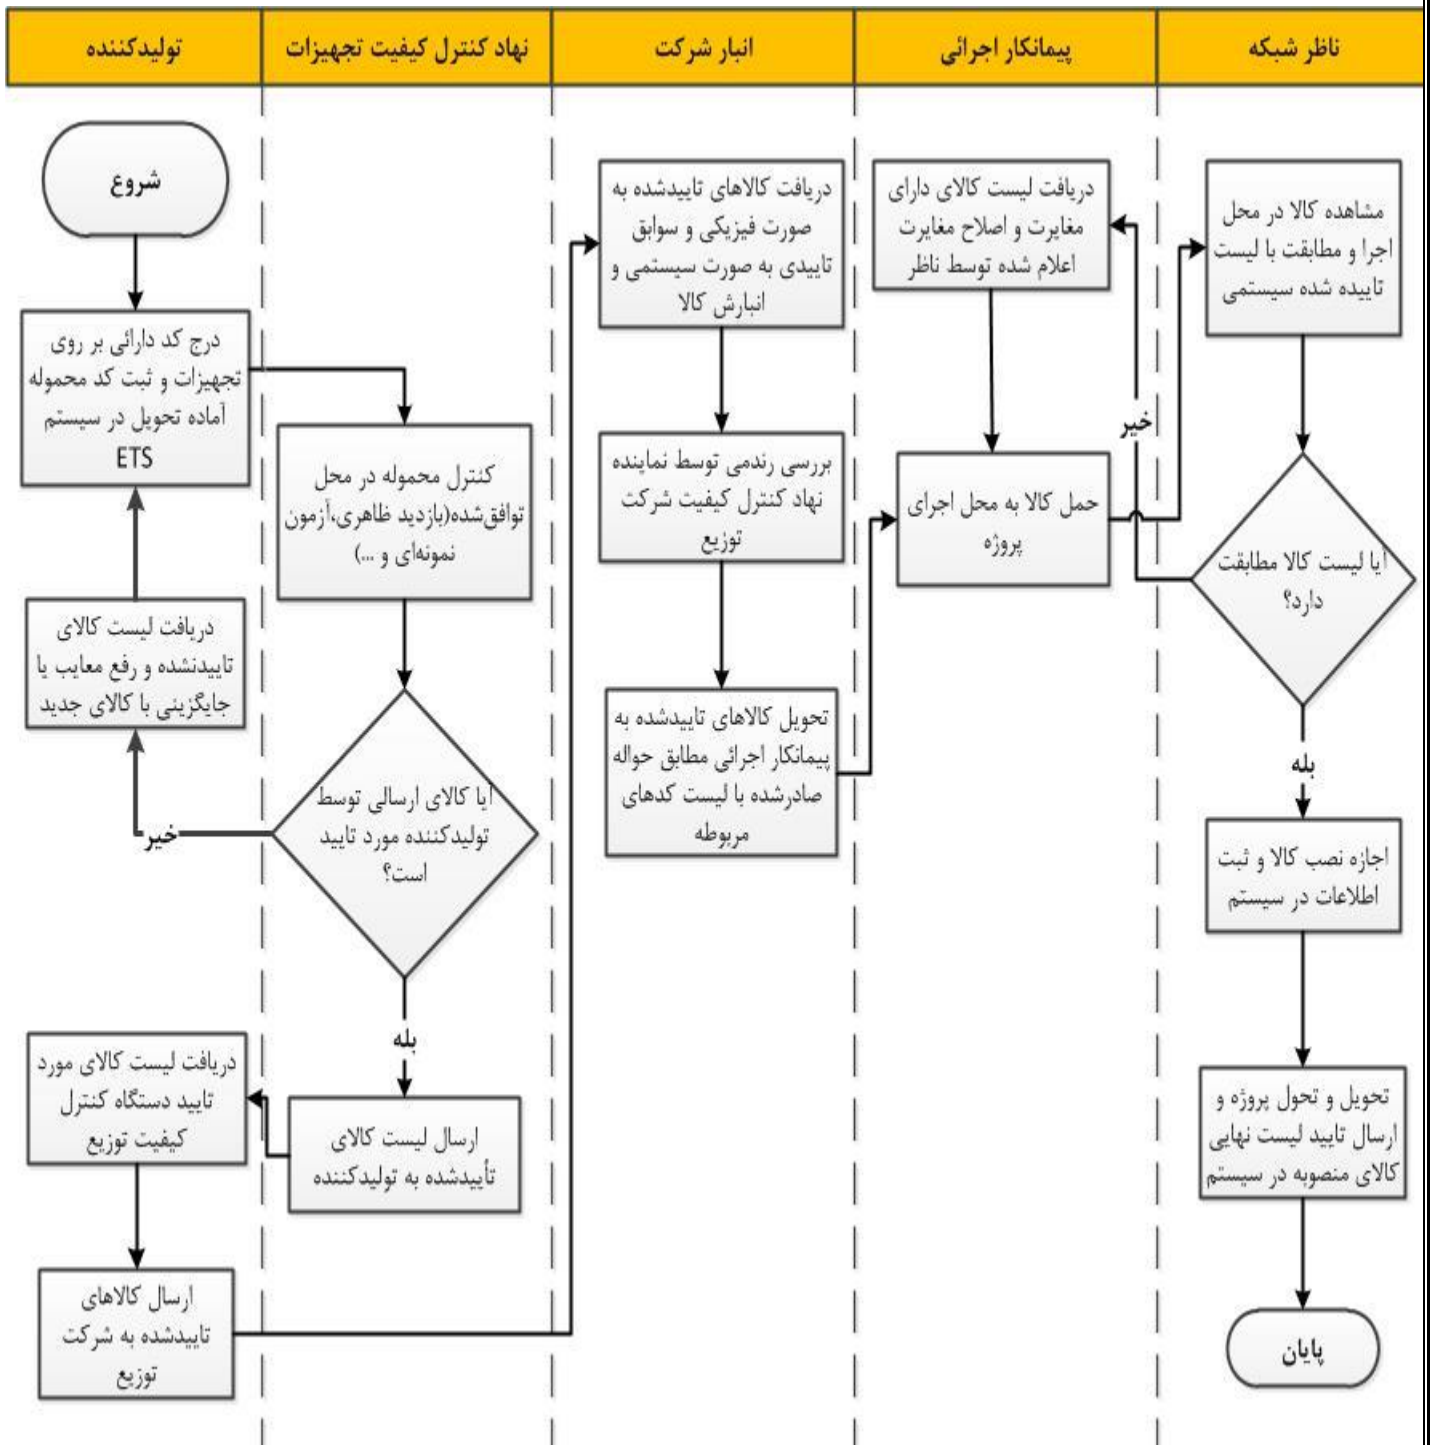 تولیدکننده
نهاد کنترل کیفیت تجهیزات
انبار شرکت
پیمانکار اجرائی
ناظر شبکه
شروع
درج کد دارائی بر روی
تجهیزات و ثبت کد محموله
آماده تحویل در سیستم
ETS
دریافت لیست کالای
تاییدنشده و رفع معایب یا
جایگزینی با کالای جدید
خیر
دریافت لیست کالای مورد
تایید دستگاه کنترل
کیفیت توزیع
ارسال کالاهای
تاییدشده به شرکت
توزیع
کنترل محموله در محل
توافق‌شده(بازدید ظاهری،آزمون
نمونه‌ای و ...)
آیا کالای ارسالی توسط
تولیدکننده مورد تایید
است؟
بله
ارسال لیست کالای
تأییدشده به تولیدکننده
دریافت کالاهای تاییدشده به
صورت فیزیکی و سوابق
تاییدی به صورت سیستمی و
انبارش کالا
بررسی رندمی توسط نماینده
نهاد کنترل کیفیت شرکت
توزیع
تحویل کالاهای تاییدشده به
پیمانکار اجرائی مطابق حواله
صادرشده با لیست کدهای
مربوطه
دریافت لیست کالای دارای
مغایرت و اصلاح مغایرت
اعلام شده توسط ناظر
حمل کالا به محل اجرای
پروژه
خیر
مشاهده کالا در محل
اجرا و مطابقت با لیست
تاییده شده سیستمی
آیا لیست کالا مطابقت
دارد؟
بله
اجازه نصب کالا و ثبت
اطلاعات در سیستم
تحویل و تحول پروژه و
ارسال تایید لیست نهایی
کالای منصوبه در سیستم
پایان